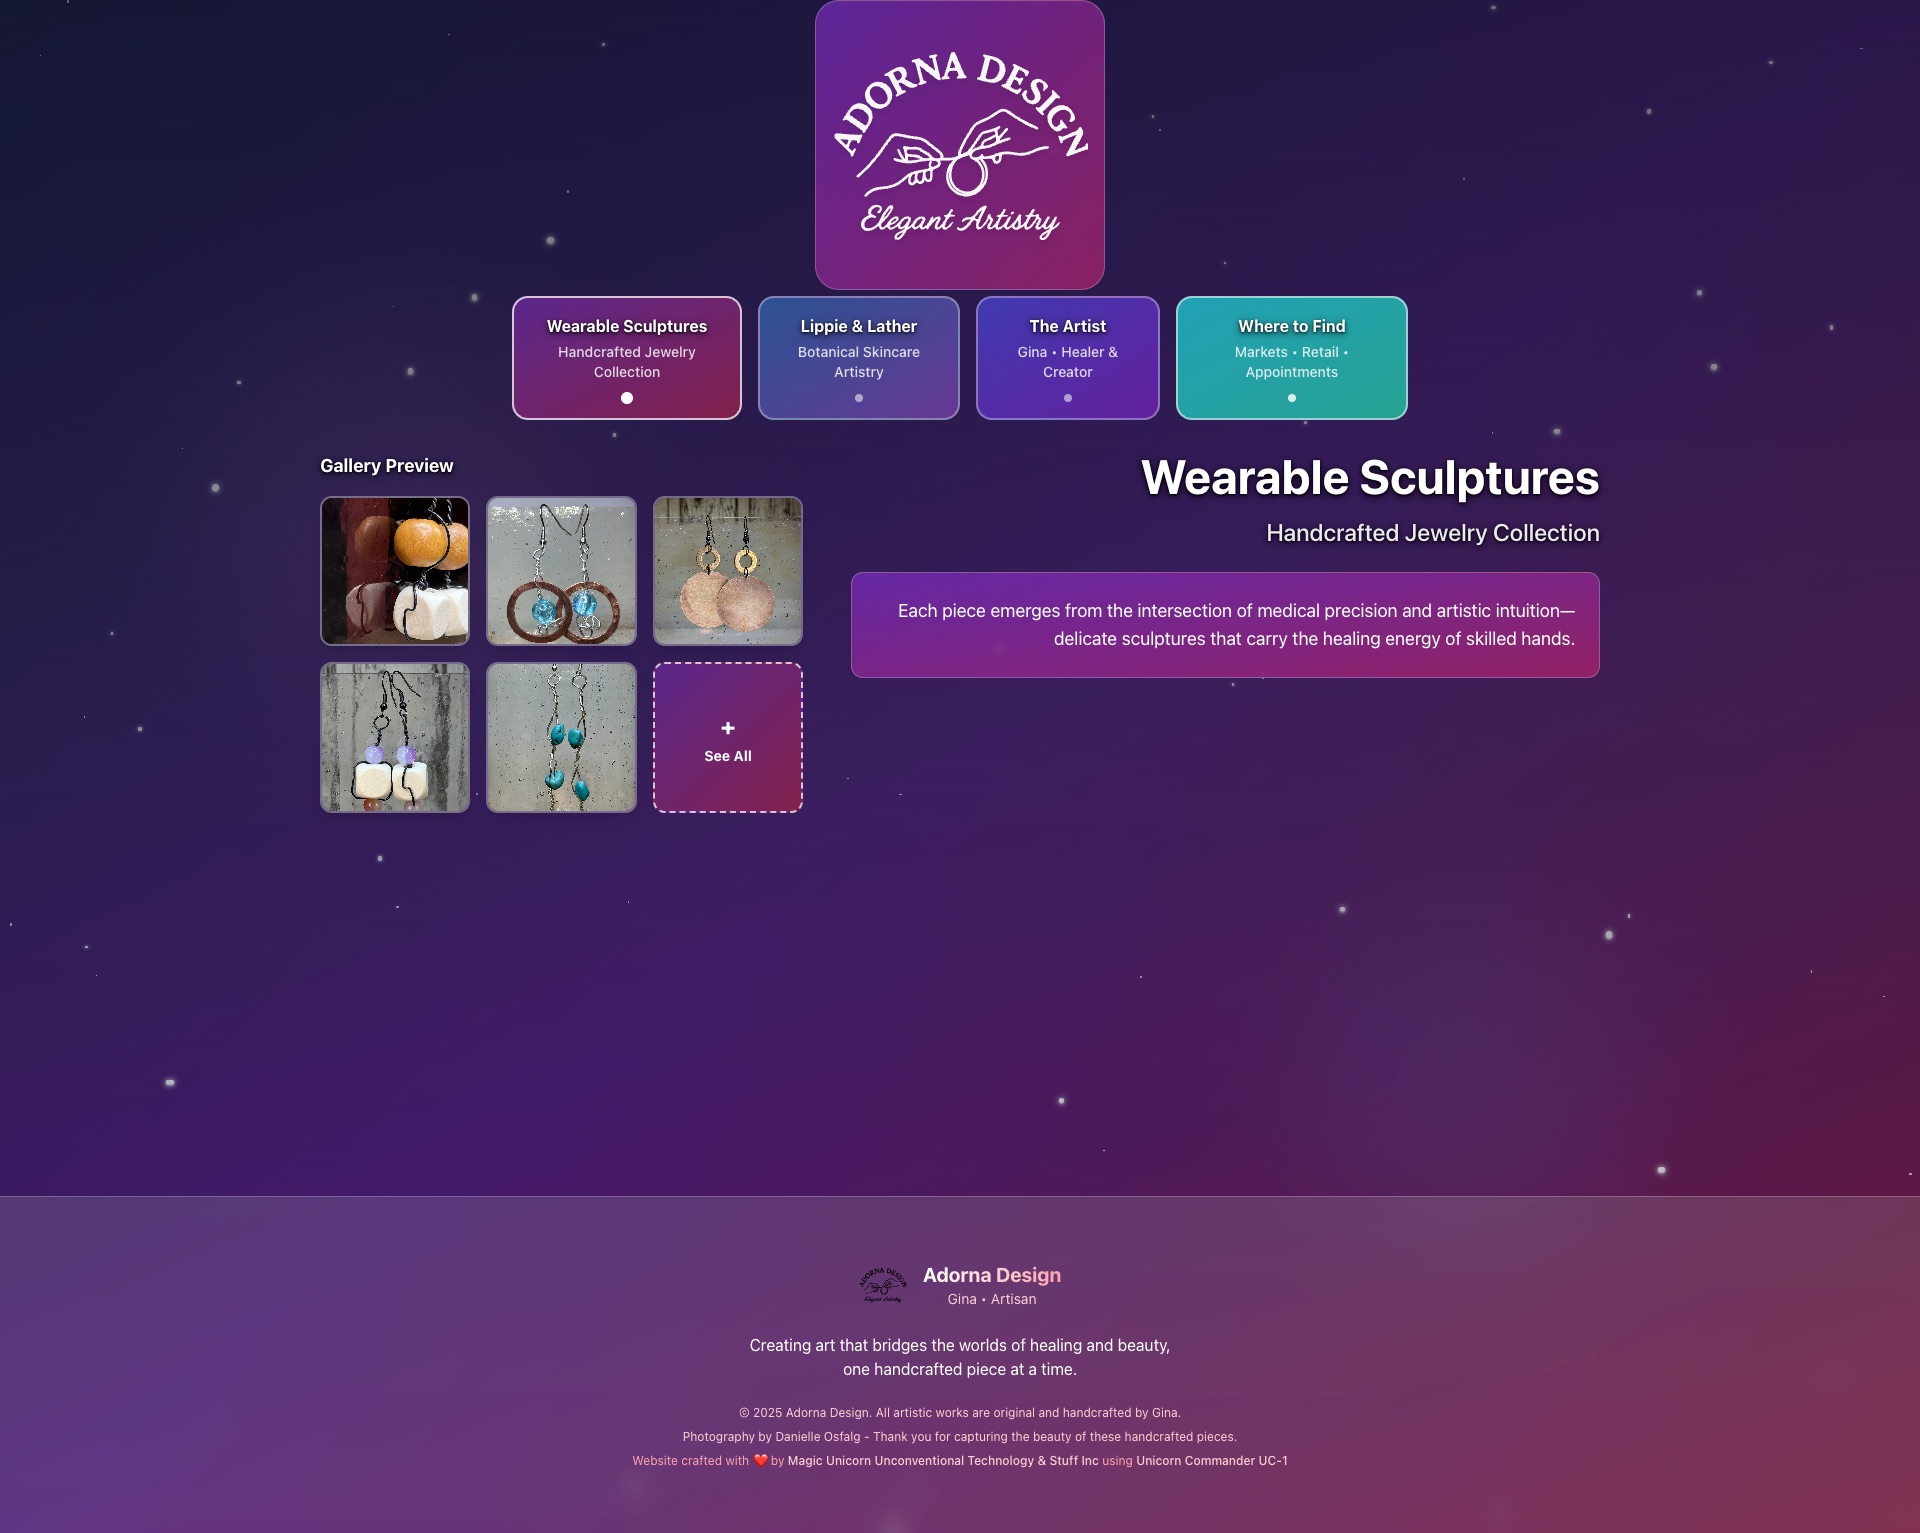 ADORNA DESIGN
Elegant Artistry
Wearable Sculptures
Handcrafted Jewelry
Collection
Lippie & Lather
Botanical Skincare
Artistry
The Artist
Gina • Healer &
Creator
Where to Find
Markets • Retail •
Appointments
Gallery Preview
+
See All
Wearable Sculptures
Handcrafted Jewelry Collection
Each piece emerges from the intersection of medical precision and artistic intuition—
delicate sculptures that carry the healing energy of skilled hands.
ADORNA DESIGN
Elegant Artistry
Adorna Design
Gina • Artisan
Creating art that bridges the worlds of healing and beauty,
one handcrafted piece at a time.
© 2025 Adorna Design. All artistic works are original and handcrafted by Gina.
Photography by Danielle Osfalg - Thank you for capturing the beauty of these handcrafted pieces.
Website crafted with ❤️ by Magic Unicorn Unconventional Technology & Stuff Inc using Unicorn Commander UC-1